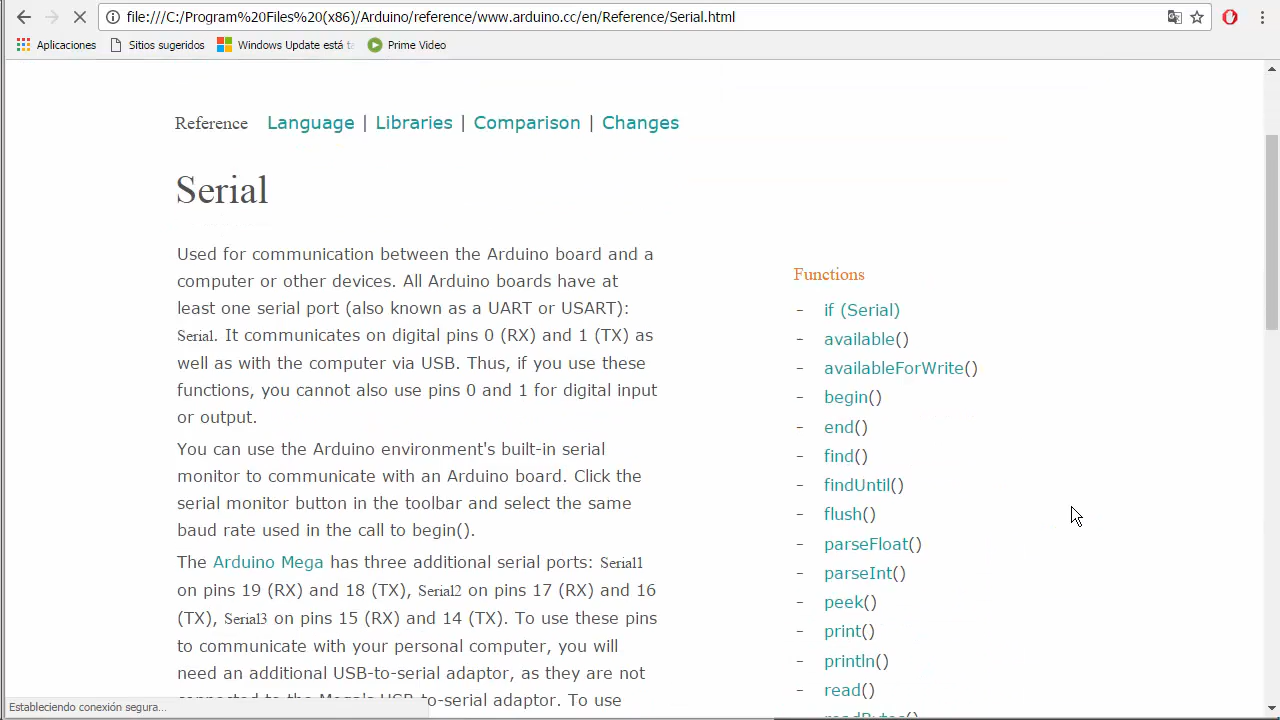 file:///C:/Program%20Files%20(x86)/Arduino/reference/www.arduino.cc/en/Reference/Serial.html
Aplicaciones Sitios sugeridos Windows Update está ta Prime Video
Reference Language | Libraries | Comparison | Changes
Serial
Used for communication between the Arduino board and a
computer or other devices. All Arduino boards have at
least one serial port (also known as a UART or USART):
Serial. It communicates on digital pins 0 (RX) and 1 (TX) as
well as with the computer via USB. Thus, if you use these
functions, you cannot also use pins 0 and 1 for digital input
or output.
You can use the Arduino environment's built-in serial
monitor to communicate with an Arduino board. Click the
serial monitor button in the toolbar and select the same
baud rate used in the call to begin().
The Arduino Mega has three additional serial ports: Serial1
on pins 19 (RX) and 18 (TX), Serial2 on pins 17 (RX) and 16
(TX), Serial3 on pins 15 (RX) and 14 (TX). To use these pins
to communicate with your personal computer, you will
need an additional USB-to-serial adaptor, as they are not
connected to the Mega's USB-to-serial adaptor. To use
Functions
- if (Serial)
- available()
- availableForWrite()
- begin()
- end()
- find()
- findUntil()
- flush()
- parseFloat()
- parseInt()
- peek()
- print()
- println()
- read()
readBytes()
Estableciendo conexión segura...